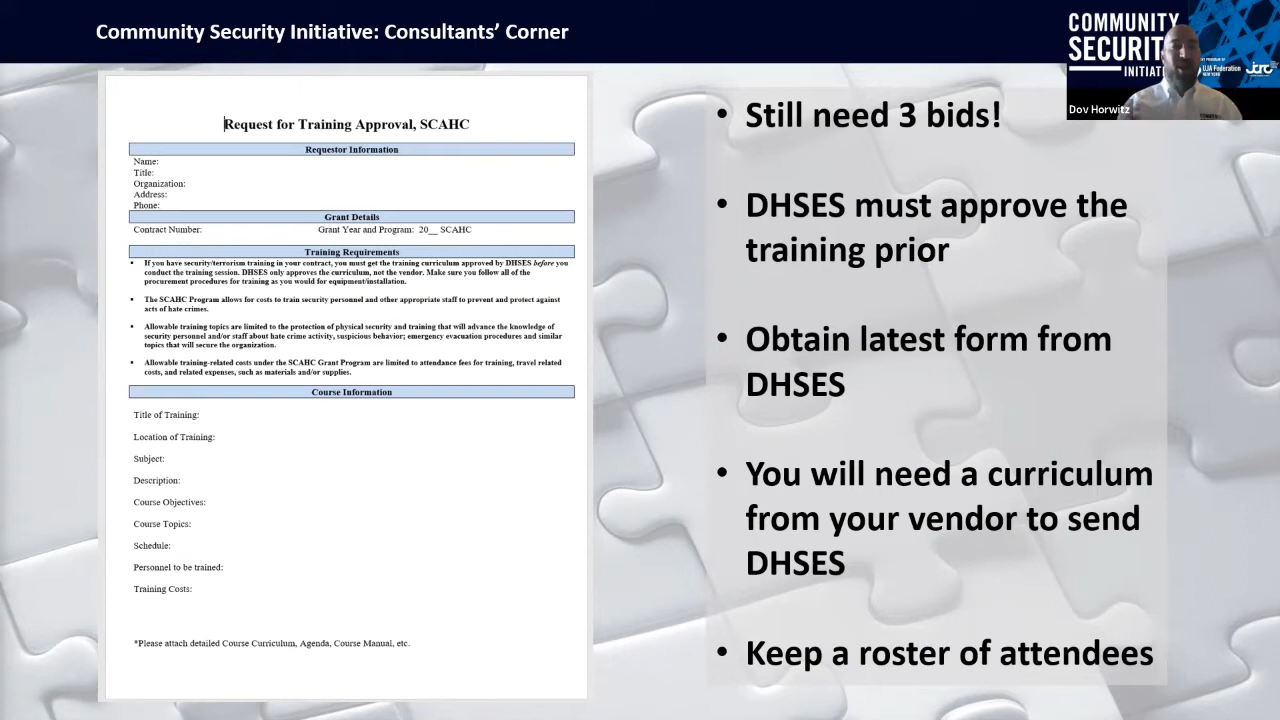 Community Security Initiative: Consultants' Corner
COMMUNITY
SECURIT
INITIAT
UJA Federation
NEW YORK
jcrc
Dov Horwitz
Request for Training Approval, SCAHC
Requestor Information
Name:
Title:
Organization:
Address:
Phone:
Grant Details
Contract Number:
Grant Year and Program: 20__ SCAHC
Training Requirements
▪ If you have security/terrorism training in your contract, you must get the training curriculum approved by DHSES before you
conduct the training session. DHSES only approves the curriculum, not the vendor. Make sure you follow all of the
procurement procedures for training as you would for equipment/installation.
▪ The SCAHC Program allows for costs to train security personnel and other appropriate staff to prevent and protect against
acts of hate crimes.
▪ Allowable training topics are limited to the protection of physical security and training that will advance the knowledge of
security personnel and/or staff about hate crime activity, suspicious behavior; emergency evacuation procedures and similar
topics that will secure the organization.
▪ Allowable training-related costs under the SCAHC Grant Program are limited to attendance fees for training, travel related
costs, and related expenses, such as materials and/or supplies.
Course Information
Title of Training:
Location of Training:
Subject:
Description:
Course Objectives:
Course Topics:
Schedule:
Personnel to be trained:
Training Costs:
*Please attach detailed Course Curriculum, Agenda, Course Manual, etc.
• Still need 3 bids!
• DHSES must approve the
training prior
• Obtain latest form from
DHSES
• You will need a curriculum
from your vendor to send
DHSES
• Keep a roster of attendees